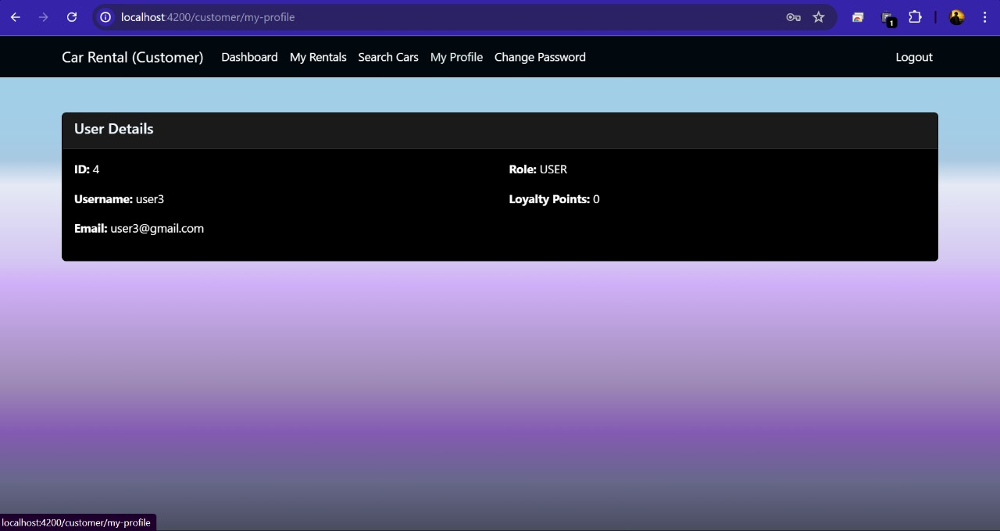 localhost:4200/customer/my-profile
1
Car Rental (Customer) Dashboard My Rentals Search Cars My Profile Change Password Logout
User Details
ID: 4 Role: USER
Username: user3 Loyalty Points: 0
Email: user3@gmail.com
localhost:4200/customer/my-profile